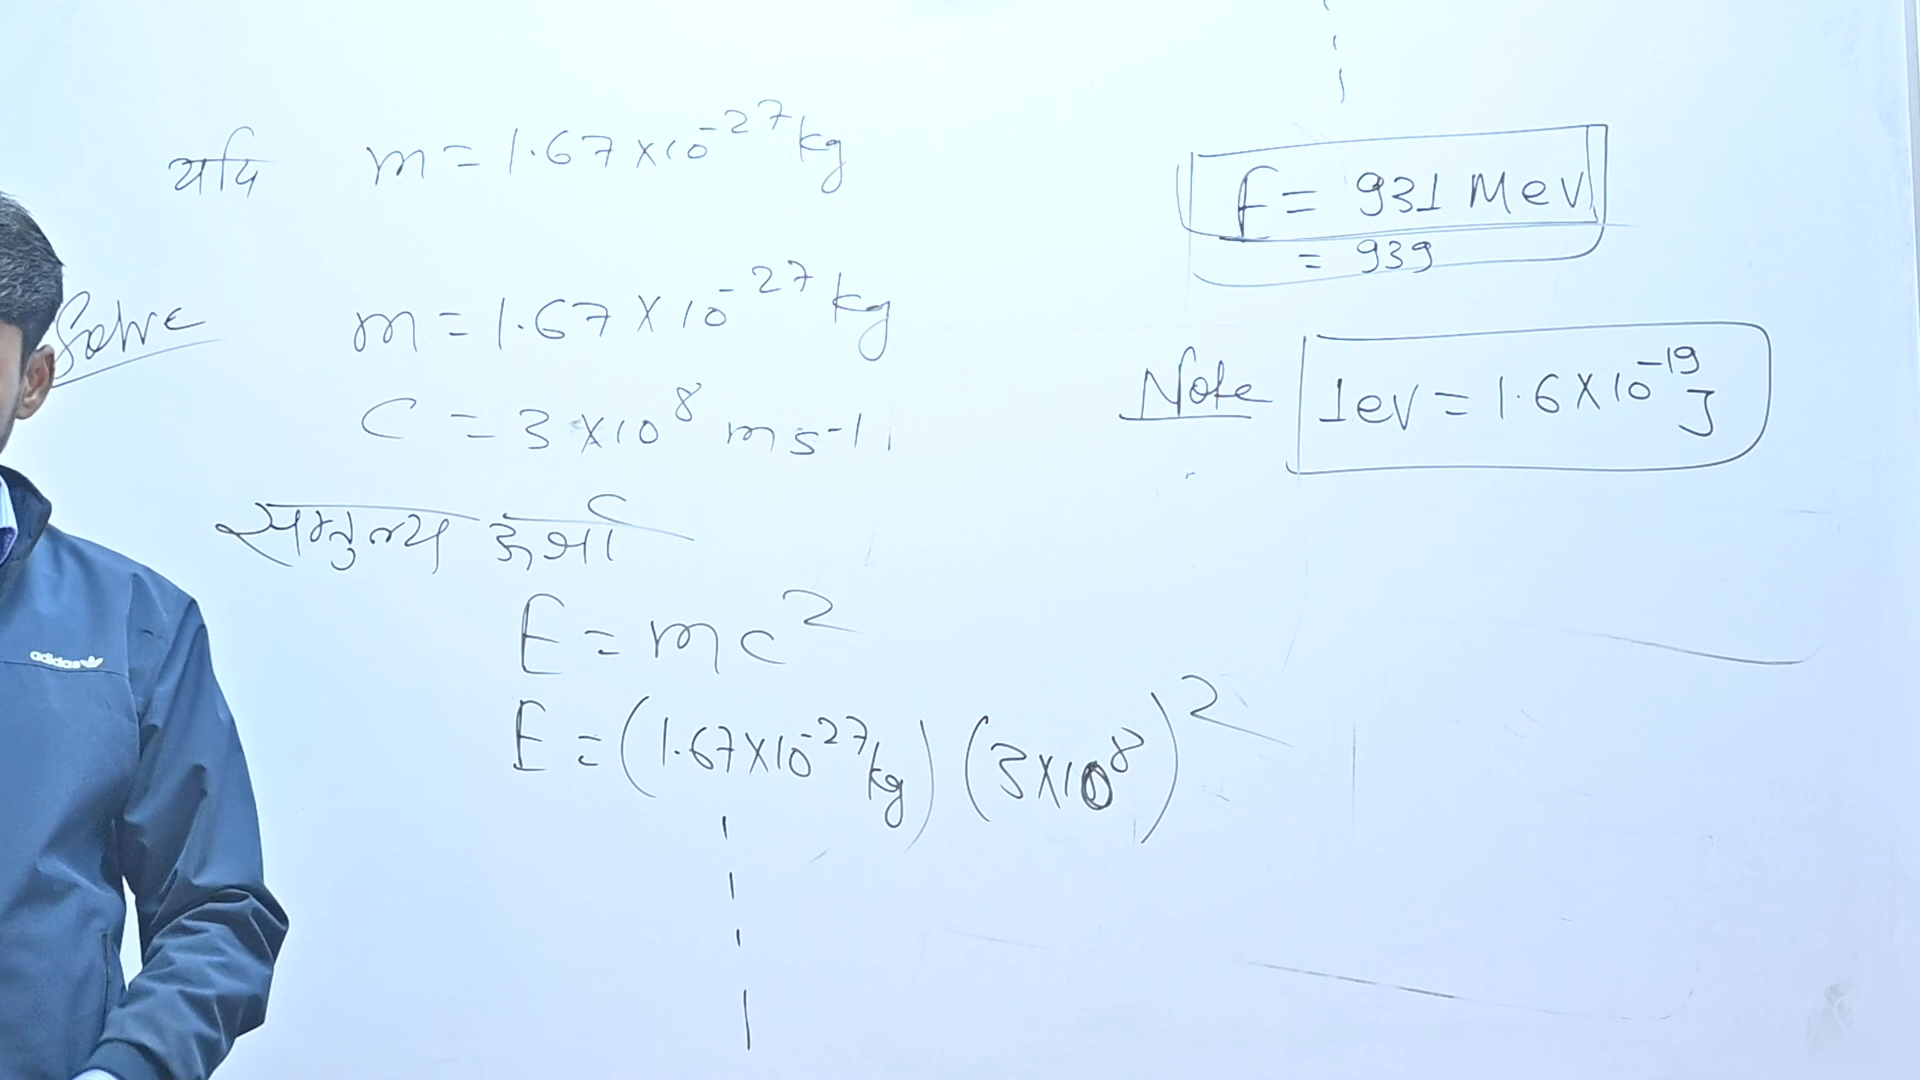 यदि m = 1.67 × 10⁻²⁷ kg
Solve m = 1.67 × 10⁻²⁷ kg
C = 3 × 10⁸ ms⁻¹
समतुल्य ऊर्जा
E = mc²
E = (1.67×10⁻²⁷ kg) (3×10⁸)²
E = 931 MeV
= 939
Note 1ev = 1.6 × 10⁻¹⁹ J
adidas